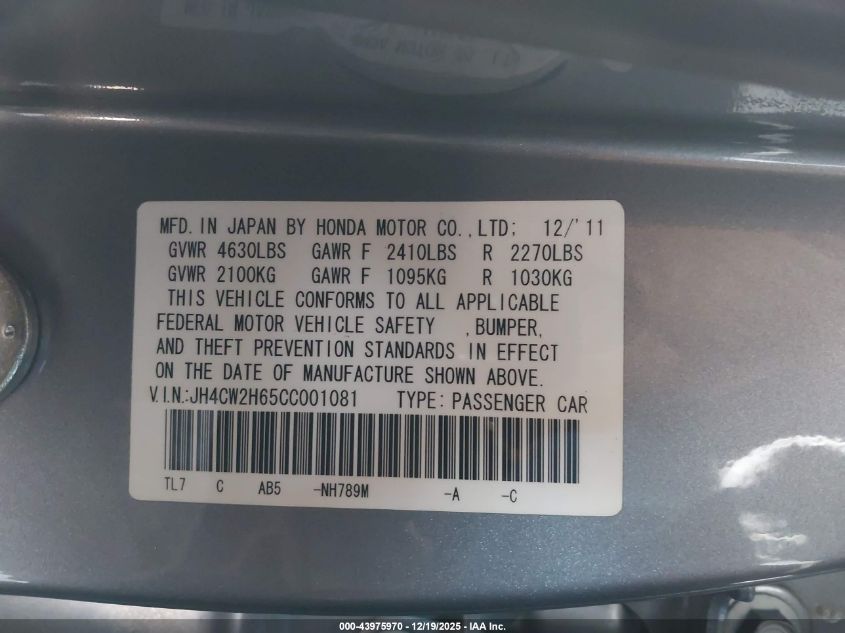 MFD. IN JAPAN BY HONDA MOTOR CO., LTD; 12/'11
GVWR 4630LBS GAWR F 2410LBS R 2270LBS
GVWR 2100KG GAWR F 1095KG R 1030KG
THIS VEHICLE CONFORMS TO ALL APPLICABLE
FEDERAL MOTOR VEHICLE SAFETY , BUMPER,
AND THEFT PREVENTION STANDARDS IN EFFECT
ON THE DATE OF MANUFACTURE SHOWN ABOVE.
V.I.N.:JH4CW2H65CC001081 TYPE: PASSENGER CAR
TL7 C AB5 -NH789M -A -C
000-43975970 - 12/19/2025 - IAA Inc.